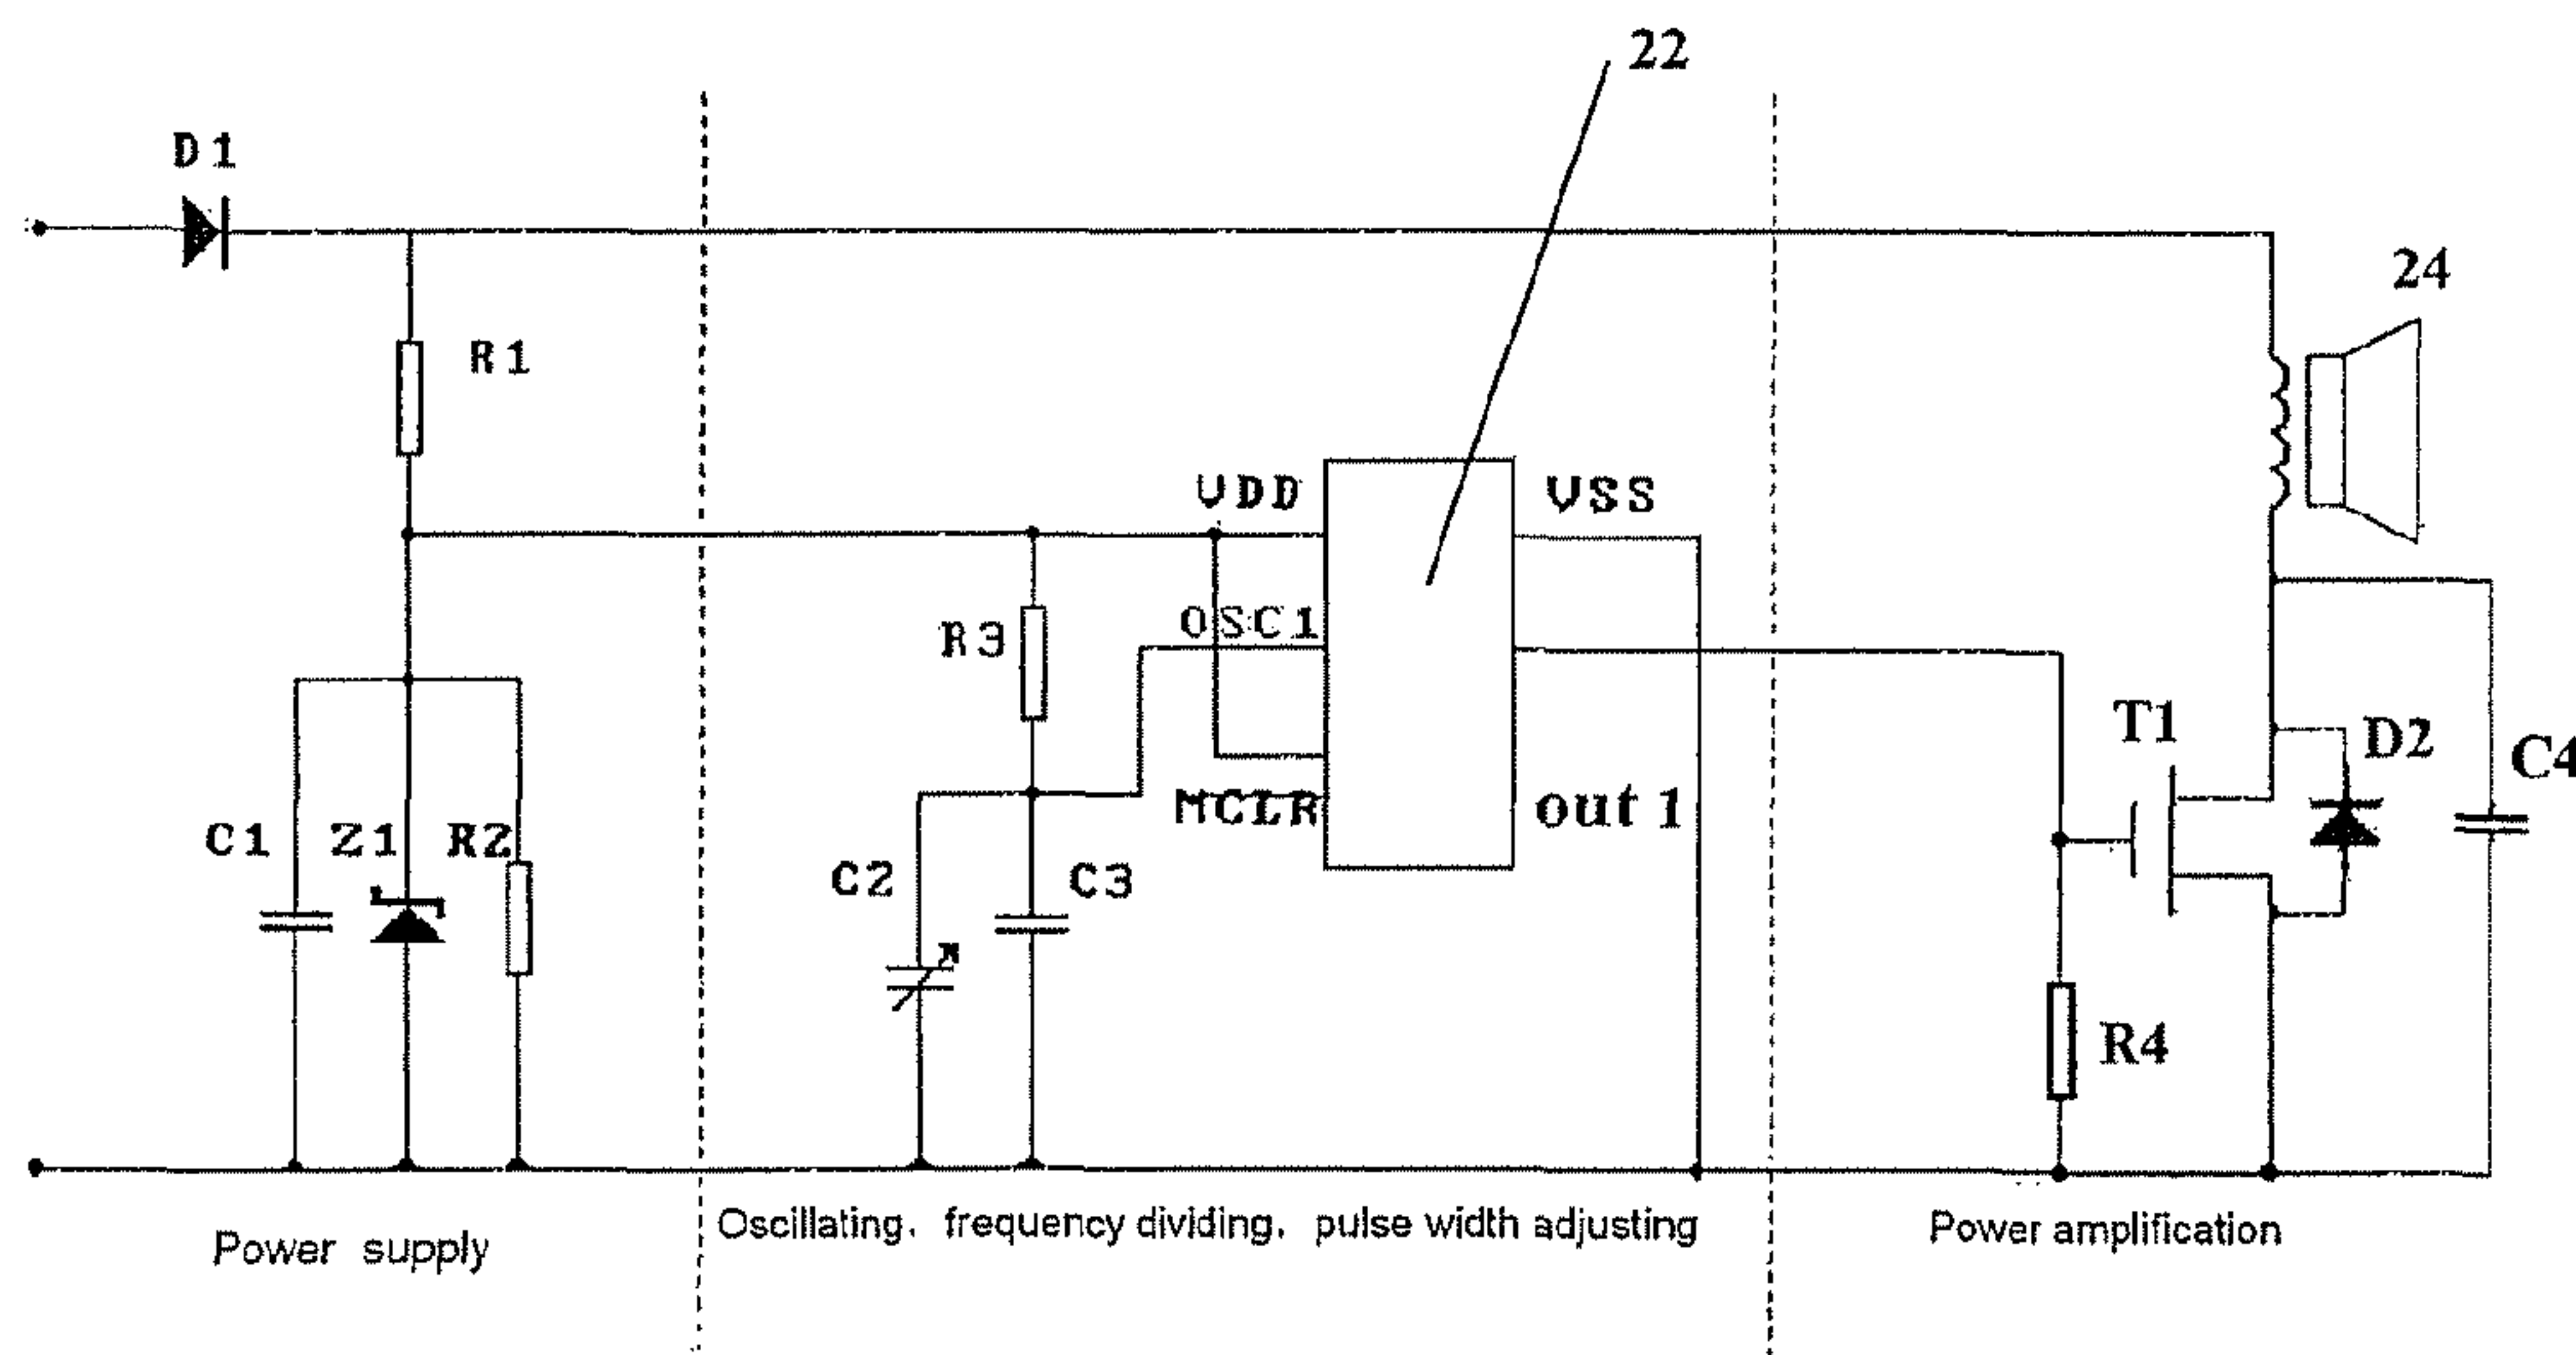 22
D1
24
R1
VDD
VSS
OSC1
R3
T1
D2
C4
MCLR
out 1
C1
Z1
R2
C2
C3
R4
Power supply
Oscillating, frequency dividing, pulse width adjusting
Power amplification